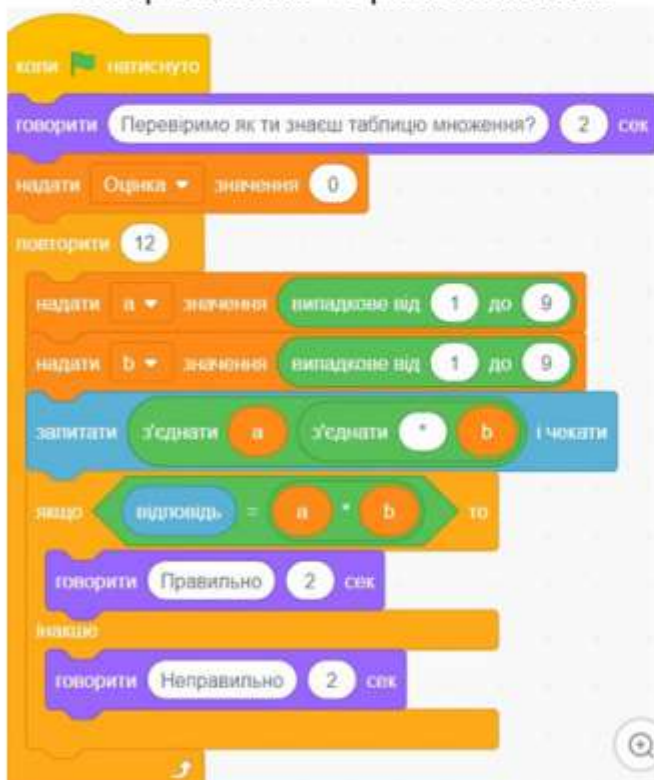 коли натиснуто
говорити Перевіримо як ти знаєш таблицю множення? 2 сек
надати Оцінка значення 0
повторити 12
надати a значення випадкове від 1 до 9
надати b значення випадкове від 1 до 9
запитати з'єднати a з'єднати * b і чекати
якщо відповідь = a * b то
говорити Правильно 2 сек
інакше
говорити Неправильно 2 сек